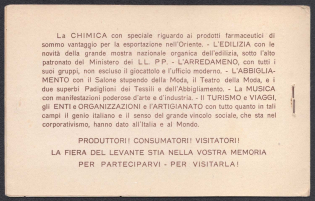 La CHIMICA con speciale riguardo ai prodotti farmaceutici di
sommo vantaggio per la esportazione nell'Oriente. - L'EDILIZIA con le
novità della grande mostra nazionale organica dell'edilizia, sotto l'alto
patronato del Ministero dei LL. PP. - L'ARREDAMENO, con tutti i
suoi gruppi, non escluso il giocattolo e l'ufficio moderno. - L'ABBIGLIA-
MENTO con il Salone stupendo della Moda, il Teatro della Moda, e i
due superbi Padiglioni dei Tessili e dell'Abbigliamento. - La MUSICA
con manifestazioni poderose d'arte e d'industria. - Il TURISMO e VIAGGI,
gli ENTI e ORGANIZZAZIONI e l'ARTIGIANATO con tutto quanto in tali
campi il genio italiano e il senso del grande vincolo sociale, che sta nel
corporativismo, hanno dato all'Italia e al Mondo.
PRODUTTORI! CONSUMATORI! VISITATORI!
LA FIERA DEL LEVANTE STIA NELLA VOSTRA MEMORIA
PER PARTECIPARVI - PER VISITARLA!